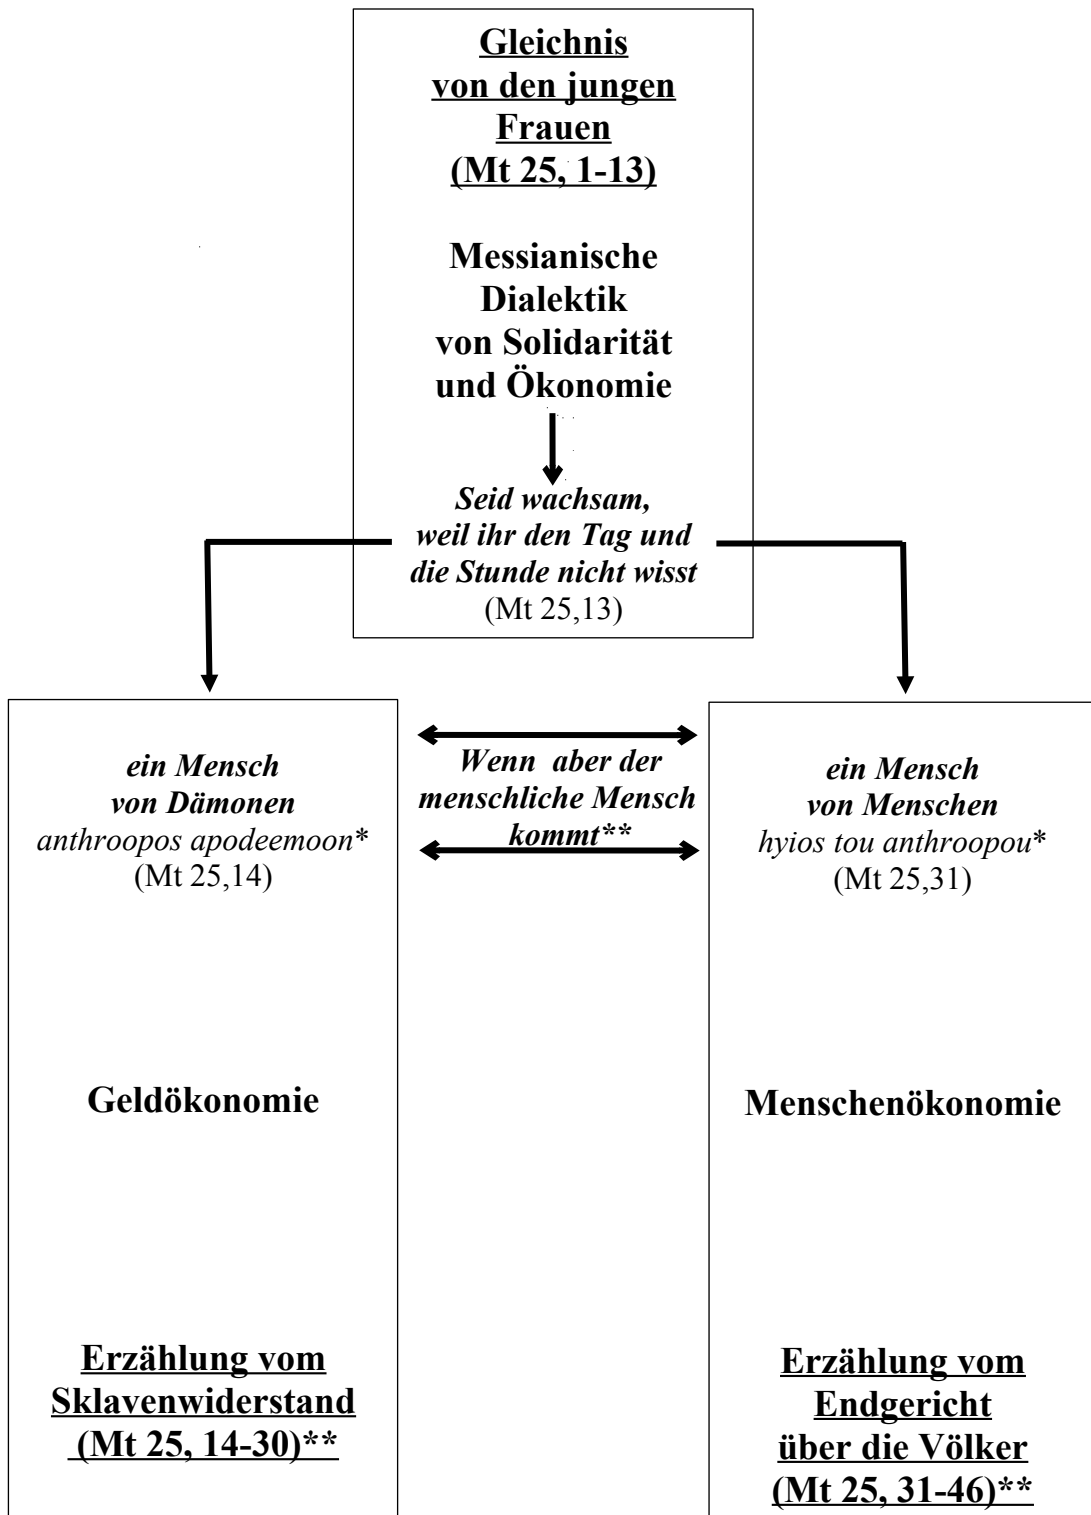 Gleichnis
von den jungen
Frauen
(Mt 25, 1-13)
Messianische
Dialektik
von Solidarität
und Ökonomie
Seid wachsam,
weil ihr den Tag und
die Stunde nicht wisst
(Mt 25,13)
ein Mensch
von Dämonen
anthroopos apodeemoon*
(Mt 25,14)
Wenn aber der
menschliche Mensch
kommt**
ein Mensch
von Menschen
hyios tou anthroopou*
(Mt 25,31)
Geldökonomie
Menschenökonomie
Erzählung vom
Sklavenwiderstand
(Mt 25, 14-30)**
Erzählung vom
Endgericht
über die Völker
(Mt 25, 31-46)**